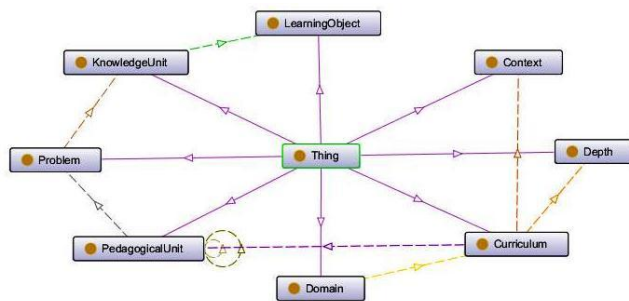 LearningObject
KnowledgeUnit
Context
Problem
Thing
Depth
PedagogicalUnit
Curriculum
Domain